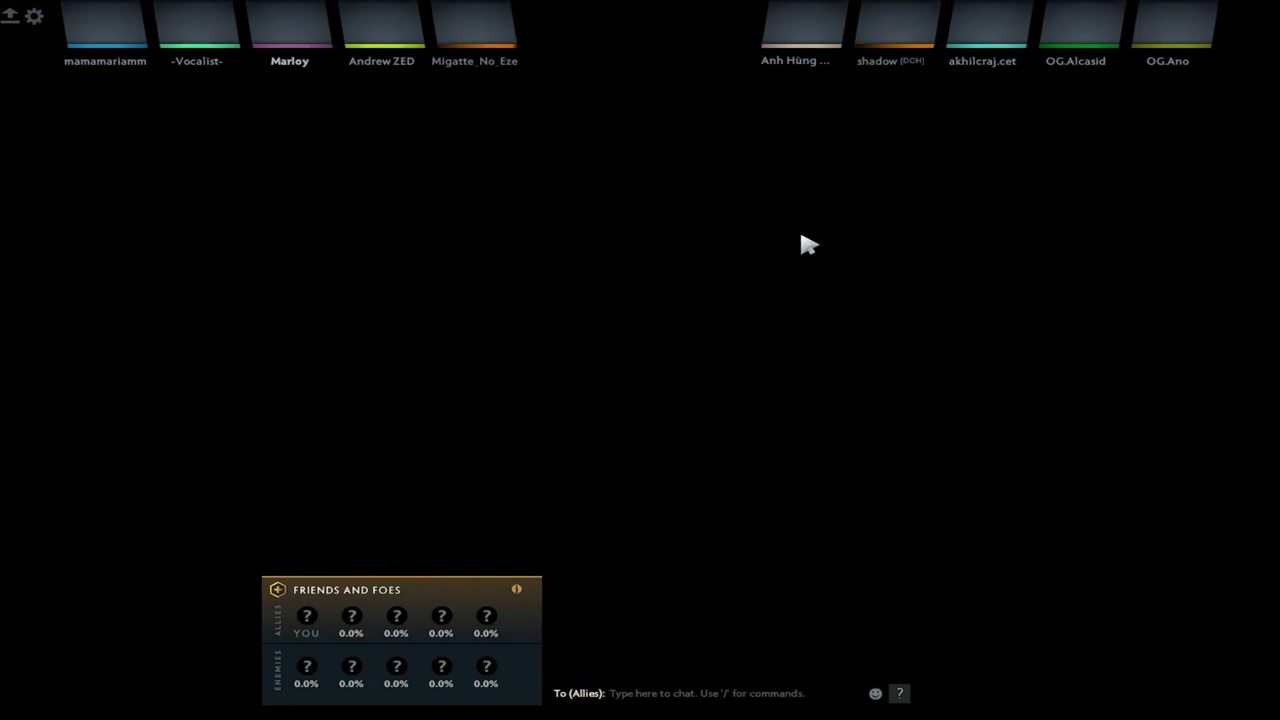 mamamariamm -Vocalist- Marloy Andrew ZED Migatte_No_Eze Anh Hùng ... shadow [DCH] akhilcraj.cet OG.Alcasid OG.Ano
FRIENDS AND FOES
ALLIES
? ? ? ? ?
YOU 0.0% 0.0% 0.0% 0.0%
ENEMIES
? ? ? ? ?
0.0% 0.0% 0.0% 0.0% 0.0%
To (Allies): Type here to chat. Use '/' for commands. ?